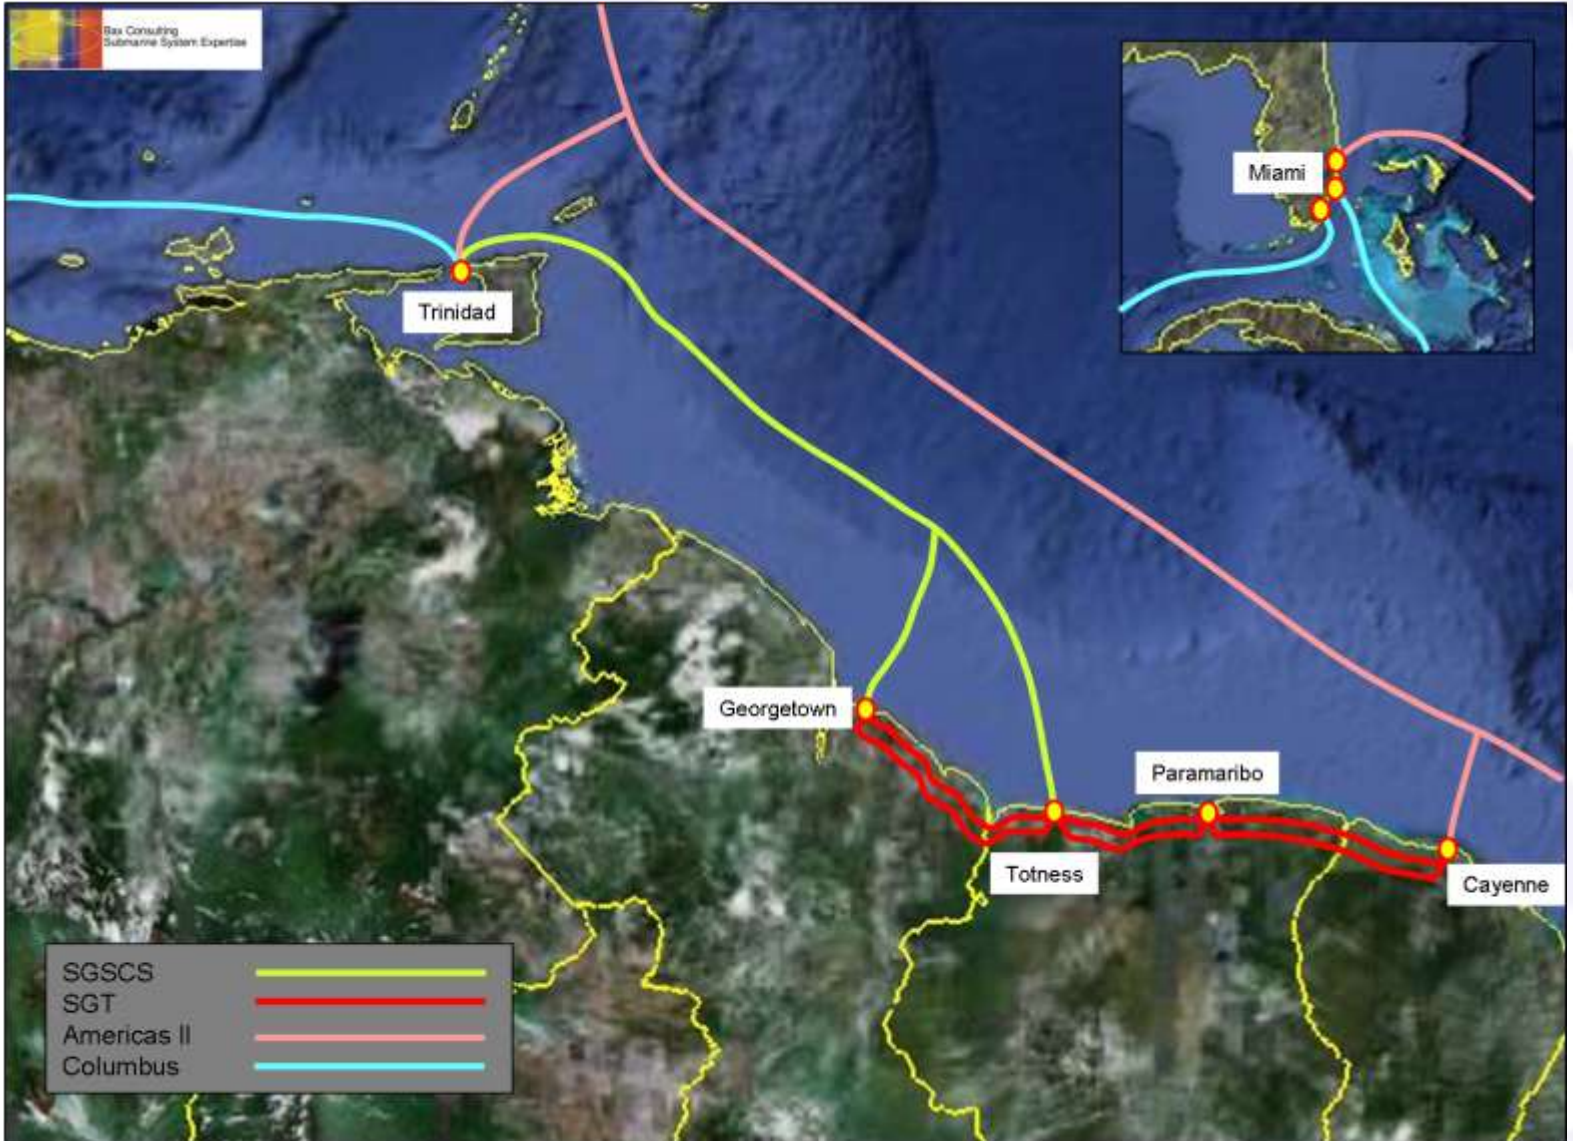 Bax Consulting
Submarine System Expertise
Miami
Trinidad
Georgetown
Paramaribo
Totness
Cayenne
SGSCS
SGT
Americas II
Columbus